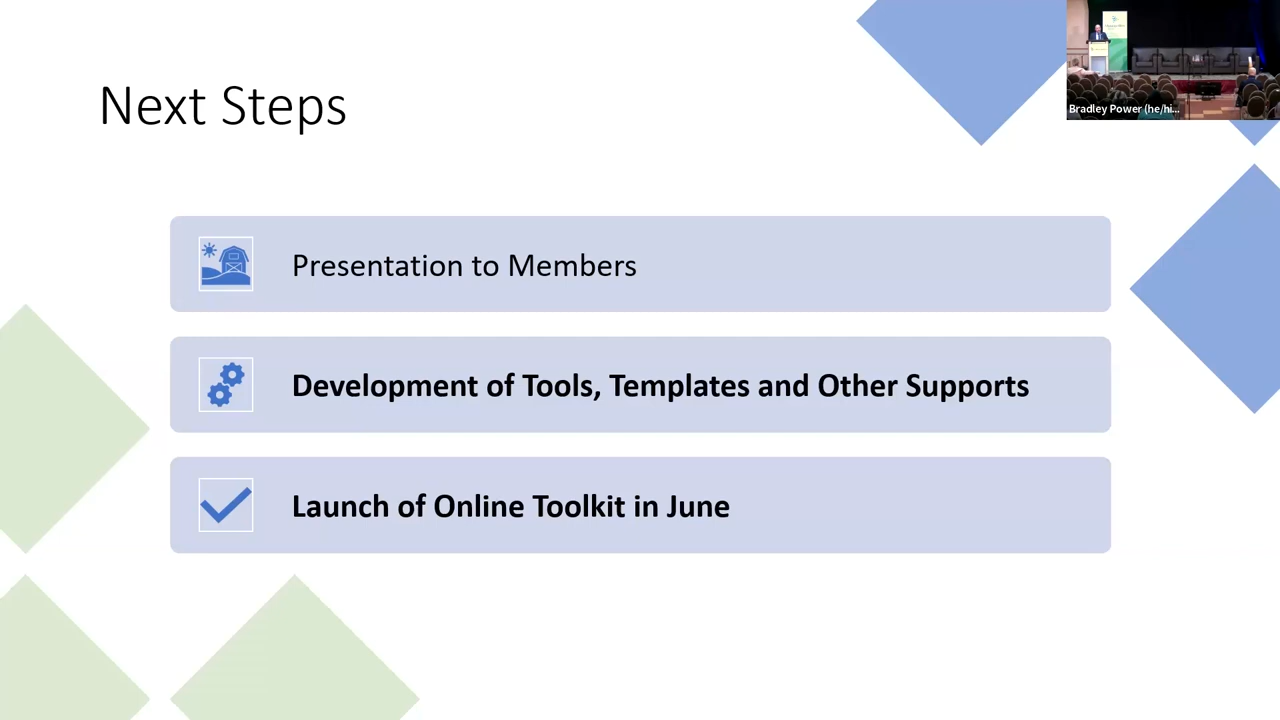 Next Steps
Bradley Power (he/hi...
Presentation to Members
Development of Tools, Templates and Other Supports
Launch of Online Toolkit in June